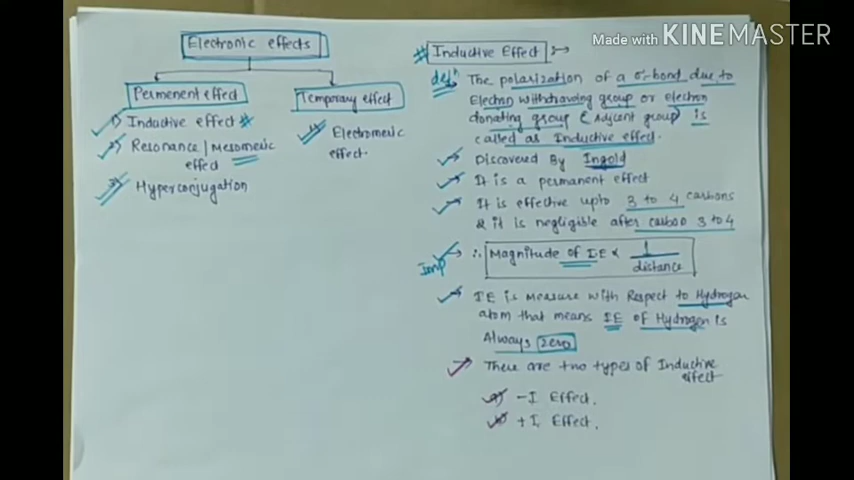 Made with KINEMASTER
Electronic effects
Permenent effect
1) Inductive effect *
2) Resonance / Mesomeric
effect
3) Hyperconjugation
Temporary effect
1) Electromeric
effect.
# Inductive Effect :→
defⁿ The polarization of a σ-bond due to
Electron withdrawing group or electron
donating group ( Adjcent group) is
called as Inductive effect.
Discovered By Ingold
It is a permanent effect
It is effective upto 3 to 4 carbons
& it is negligible after carbon 3 to 4
Imp → ∴ Magnitude of I.E ∝ 1/distance
IE is measure with Respect to Hydrogen
atom that means IE of Hydrogen is
Always zero
There are two types of Inductive
effect
a) -I Effect.
b) +I Effect.